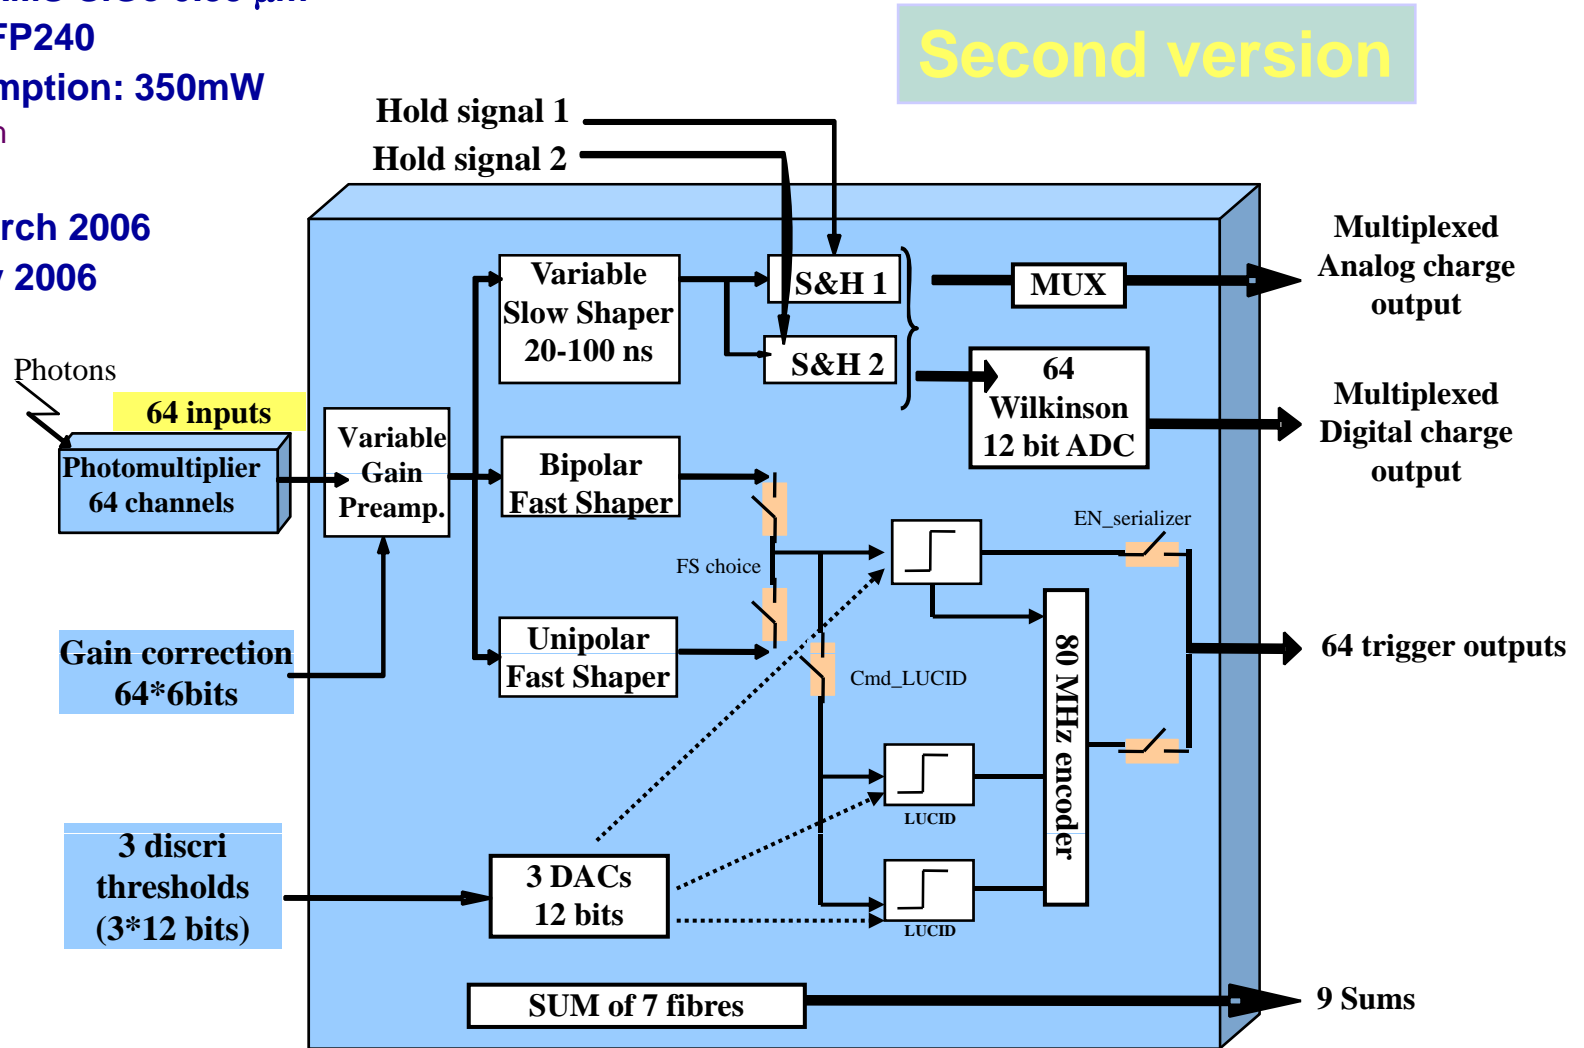 FP240
mption: 350mW
rch 2006
2006
Second version
Hold signal 1
Hold signal 2
Photons
64 inputs
Photomultiplier
64 channels
Variable
Gain
Preamp.
Gain correction
64*6bits
3 discri
thresholds
(3*12 bits)
Variable
Slow Shaper
20-100 ns
Bipolar
Fast Shaper
Unipolar
Fast Shaper
FS choice
S&H 1
S&H 2
MUX
64
Wilkinson
12 bit ADC
EN_serializer
Cmd_LUCID
80 MHz encoder
LUCID
LUCID
3 DACs
12 bits
SUM of 7 fibres
Multiplexed
Analog charge
output
Multiplexed
Digital charge
output
64 trigger outputs
9 Sums